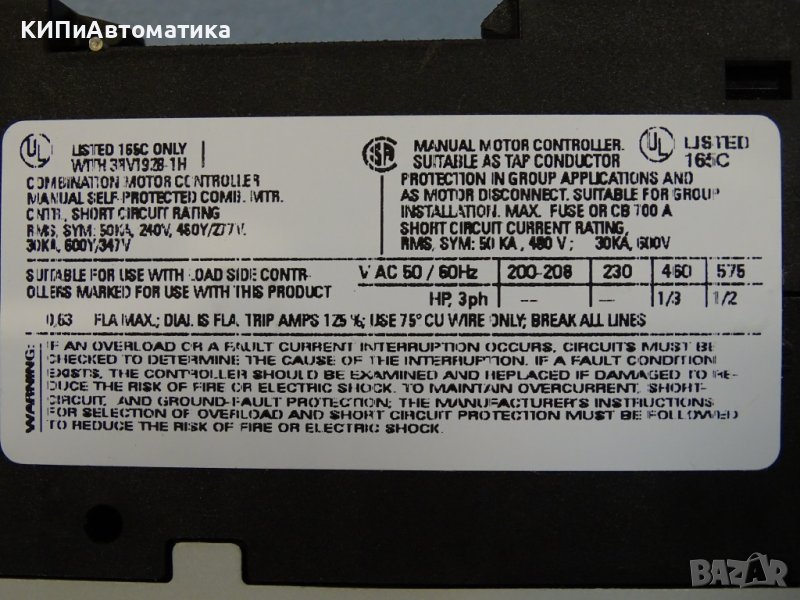 КИПиАвтоматика
UL
LISTED 165C ONLY
WITH 3RV1928-1H
COMBINATION MOTOR CONTROLLER
MANUAL SELF-PROTECTED COMB. MTR.
CNTR., SHORT CIRCUIT RATING
RMS, SYM: 50KA, 240V, 480Y/277V.
30KA, 600Y/347V
SUITABLE FOR USE WITH LOAD SIDE CONTR-
OLLERS MARKED FOR USE WITH THIS PRODUCT
SA
MANUAL MOTOR CONTROLLER.
SUITABLE AS TAP CONDUCTOR
PROTECTION IN GROUP APPLICATIONS AND
AS MOTOR DISCONNECT. SUITABLE FOR GROUP
INSTALLATION. MAX. FUSE OR CB 100 A
SHORT CIRCUIT CURRENT RATING,
RMS, SYM: 50 KA , 480 V ; 30KA, 600V
UL
LISTED
165C
V AC 50 / 60Hz 200-208 230 460 575
HP, 3ph -- -- 1/3 1/2
0,63 FLA MAX.; DIAL IS FLA, TRIP AMPS 125 %; USE 75° CU WIRE ONLY; BREAK ALL LINES
WARNING:
IF AN OVERLOAD OR A FAULT CURRENT INTERRUPTION OCCURS, CIRCUITS MUST BE
CHECKED TO DETERMINE THE CAUSE OF THE INTERRUPTION. IF A FAULT CONDITION
EXISTS, THE CONTROLLER SHOULD BE EXAMINED AND REPLACED IF DAMAGED TO RE-
DUCE THE RISK OF FIRE OR ELECTRIC SHOCK. TO MAINTAIN OVERCURRENT, SHORT-
CIRCUIT, AND GROUND-FAULT PROTECTION; THE MANUFACTURER'S INSTRUCTIONS
FOR SELECTION OF OVERLOAD AND SHORT CIRCUIT PROTECTION MUST BE FOLLOWED
TO REDUCE THE RISK OF FIRE OR ELECTRIC SHOCK.
BAZAR